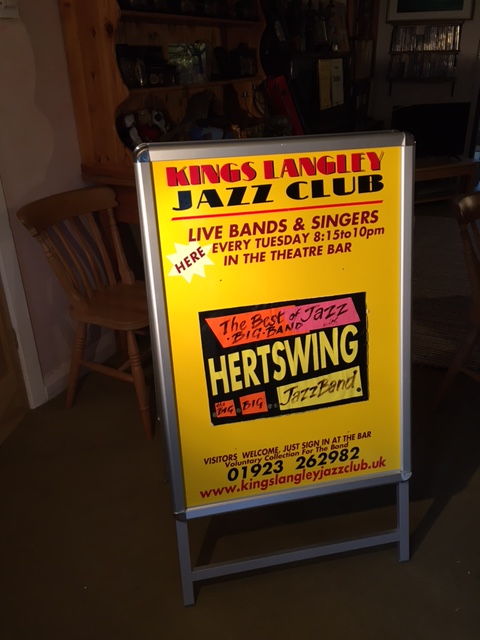 KINGS LANGLEY
JAZZ CLUB
LIVE BANDS & SINGERS
HERE
EVERY TUESDAY 8:15to10pm
IN THE THEATRE BAR
The Best of Jazz
BIG BAND
HERTSWING
BIG BIG JazzBand.
VISITORS WELCOME, JUST SIGN IN AT THE BAR
Voluntary Collection For The Band
01923 262982
www.kingslangleyjazzclub.uk